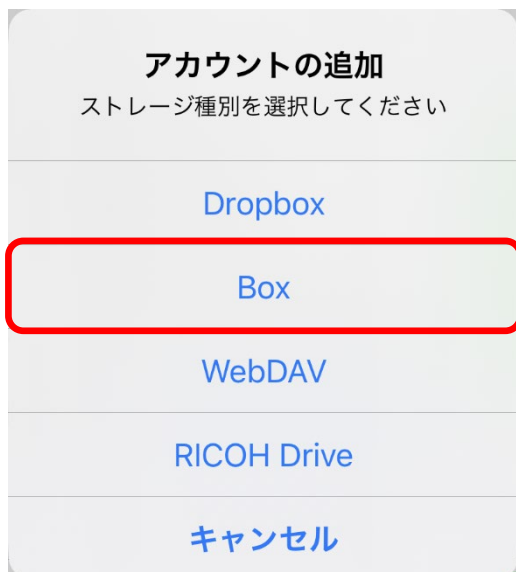 アカウントの追加
ストレージ種別を選択してください
Dropbox
Box
WebDAV
RICOH Drive
キャンセル